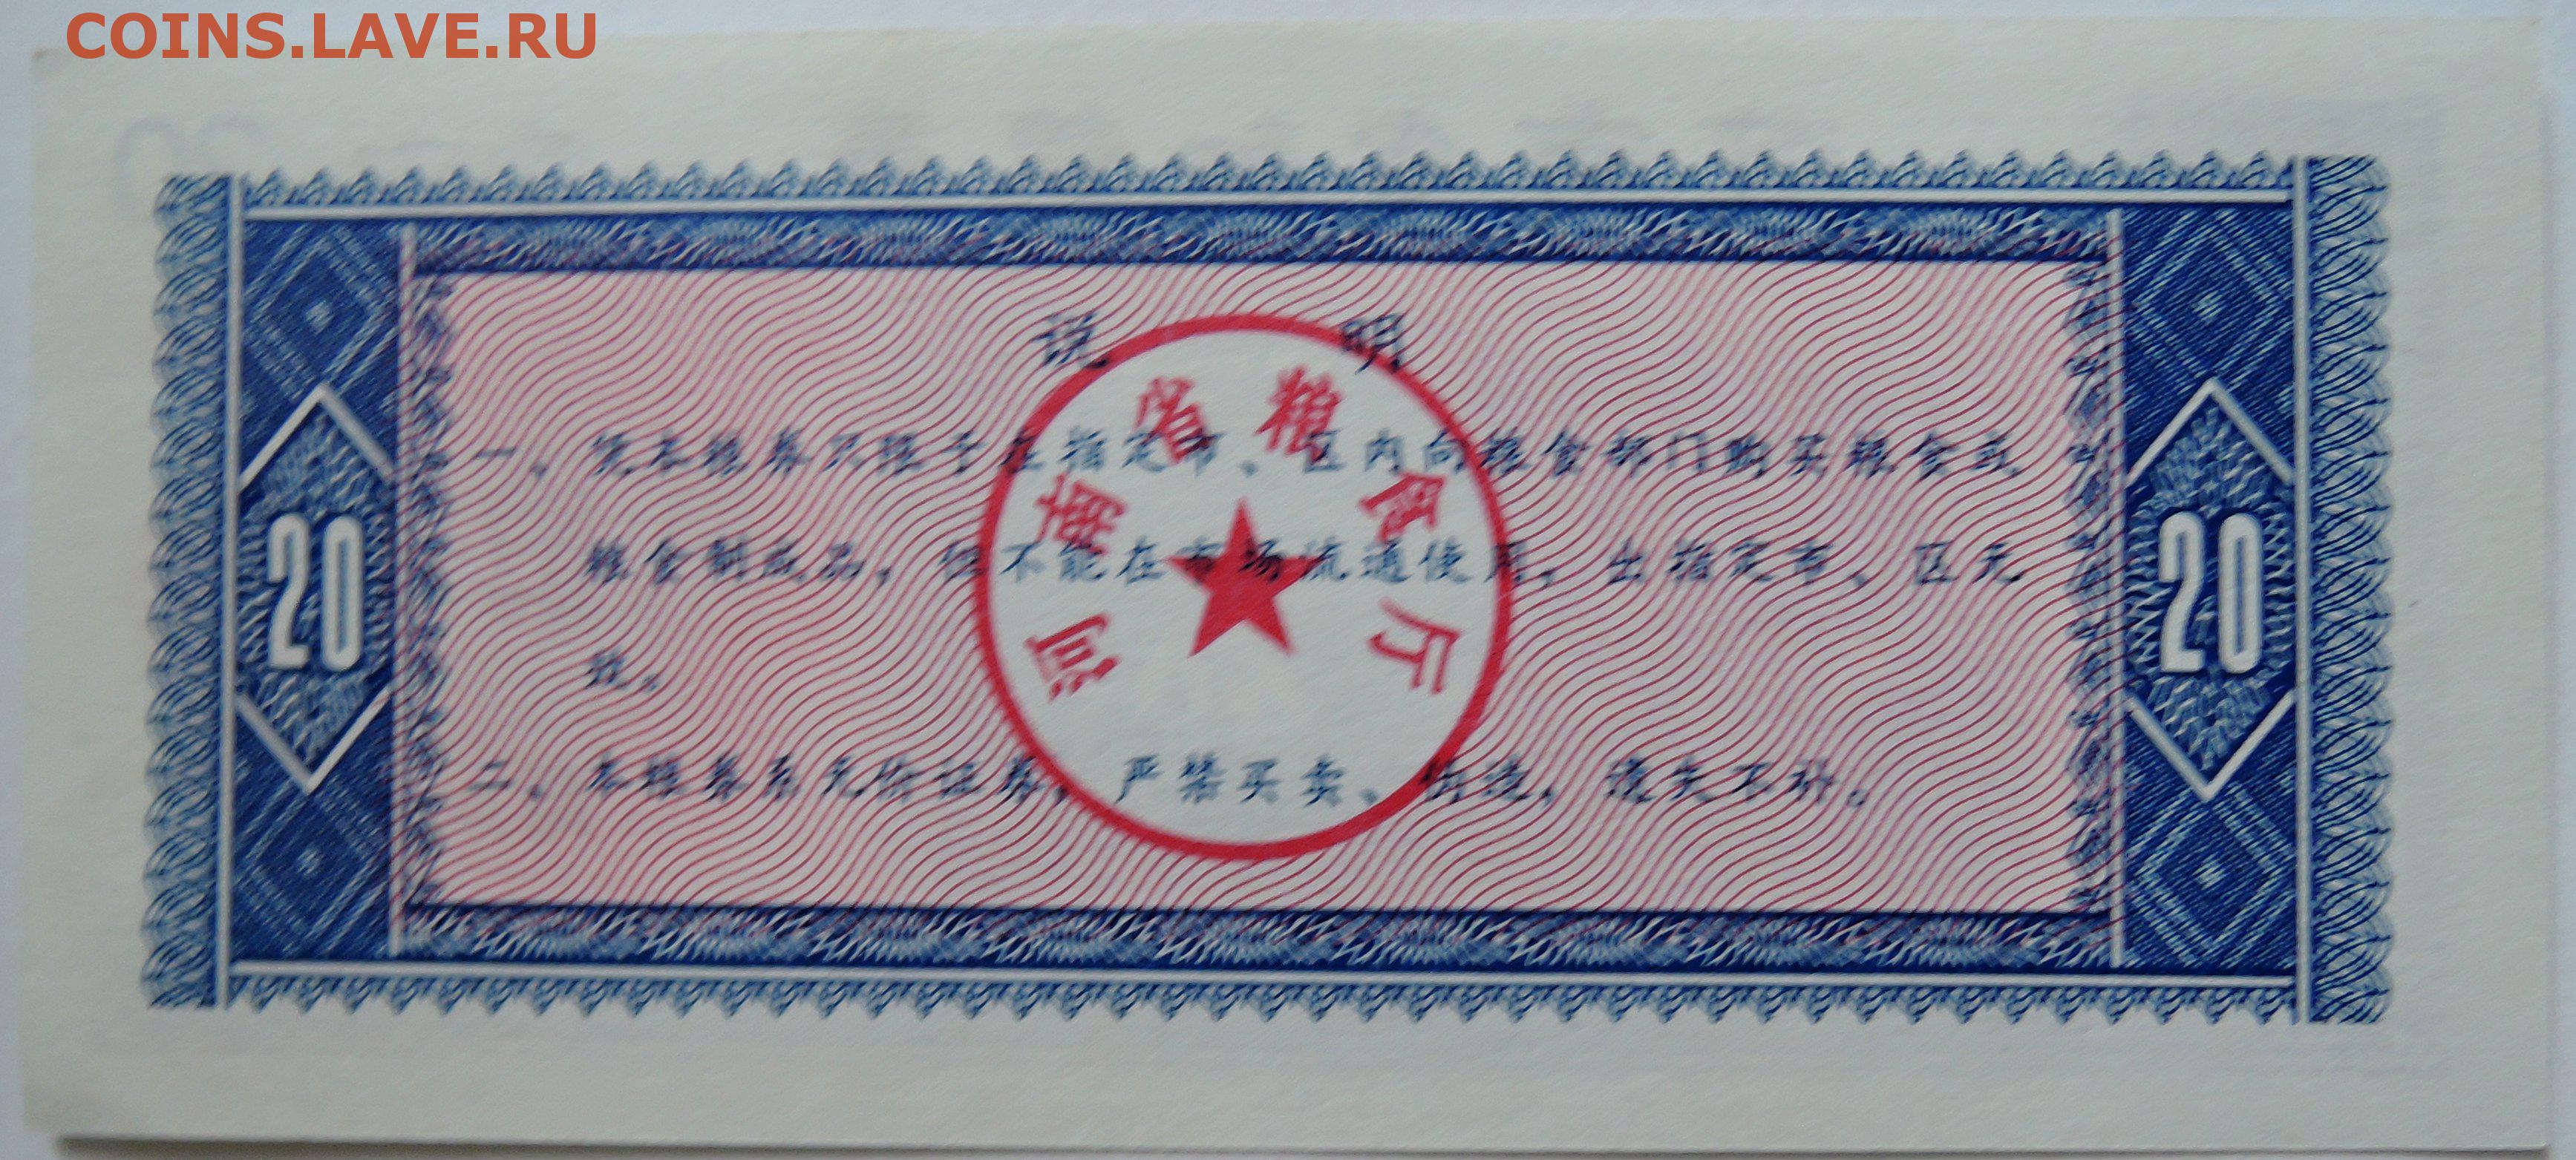 COINS.LAVE.RU
说 明
河南省粮食厅
一、凭本粮券只限于在指定市、区内向粮食部门购买粮食或
粮食制成品，但不能在市场流通使用，出指定市、区无
效。
二、本粮券系无价证券，严禁买卖、伪造，遗失不补。
20
20